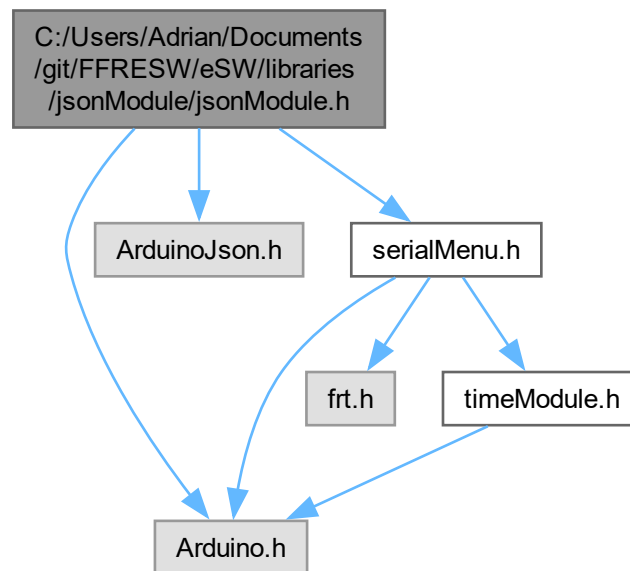 C:/Users/Adrian/Documents
/git/FFRESW/eSW/libraries
/jsonModule/jsonModule.h
ArduinoJson.h
serialMenu.h
frt.h
timeModule.h
Arduino.h